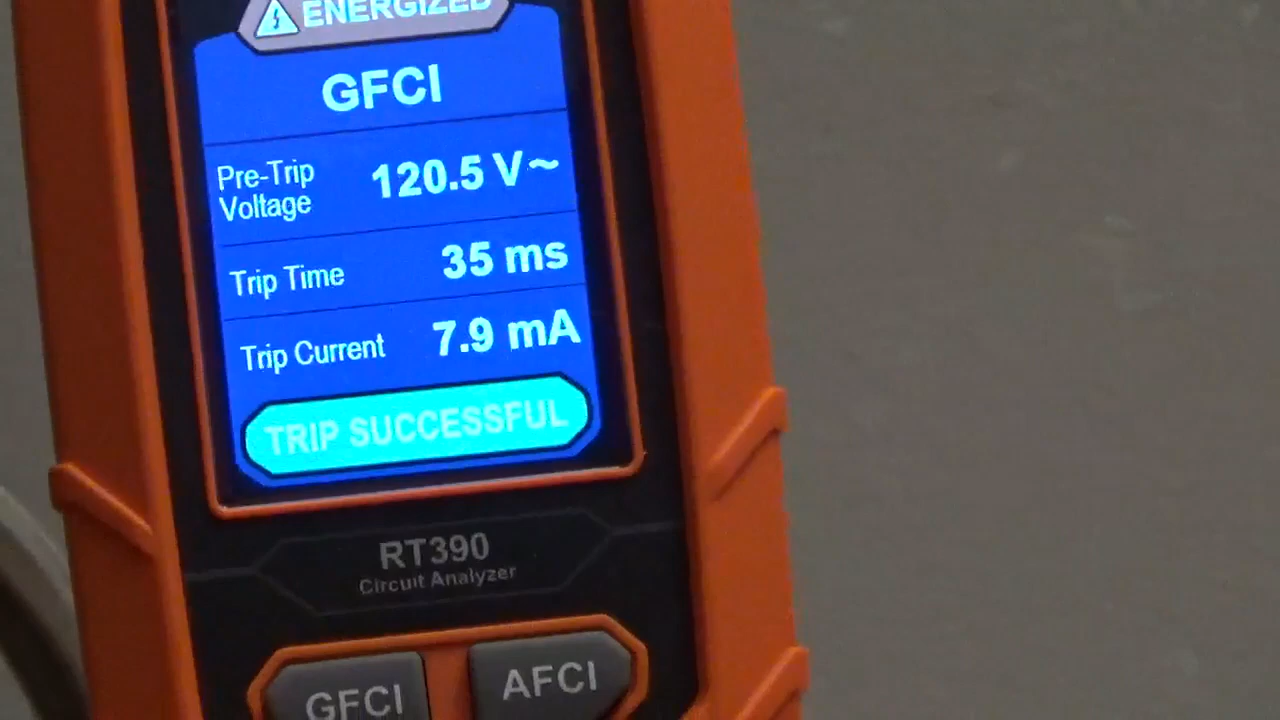 ENERGIZED
GFCI
Pre-Trip
Voltage
120.5 V~
Trip Time
35 ms
Trip Current
7.9 mA
TRIP SUCCESSFUL
RT390
Circuit Analyzer
GFCI
AFCI